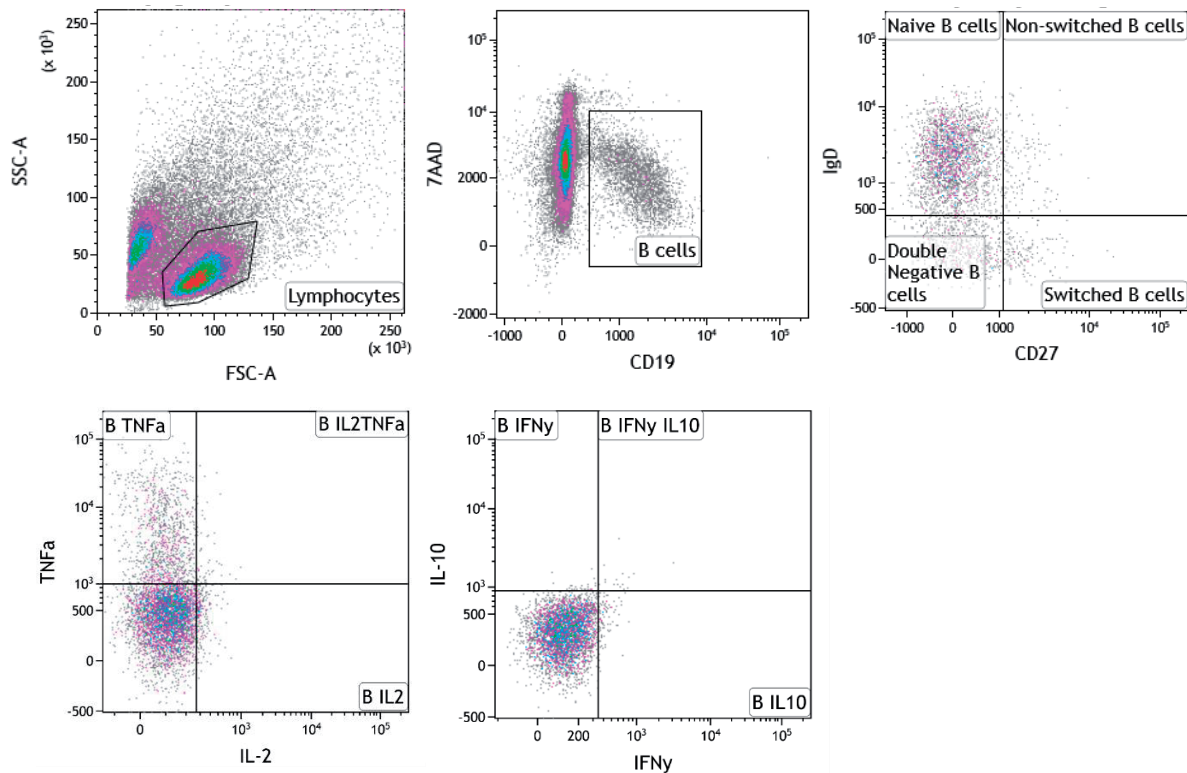 (x 10³)
250
200
150
100
50
0
SSC-A
Lymphocytes
0
50
100
150
200
250
(x 10³)
FSC-A
10⁵
10⁴
2000
0
-2000
7AAD
B cells
-1000
0
1000
10⁴
10⁵
CD19
Naive B cells
Non-switched B cells
10⁵
10⁴
10³
500
0
-500
IgD
Double
Negative B
cells
Switched B cells
-1000
0
1000
10⁴
10⁵
CD27
B TNFa
B IL2TNFa
10⁵
10⁴
10³
500
0
-500
TNFa
B IL2
0
10³
10⁴
10⁵
IL-2
B IFNy
B IFNy IL10
10⁵
10⁴
10³
500
0
-500
IL-10
B IL10
0
200
10³
10⁴
10⁵
IFNy